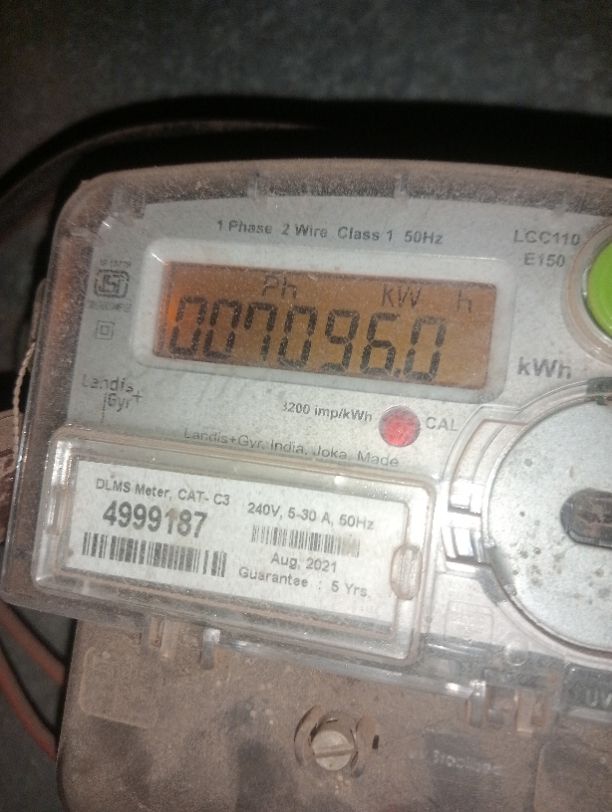 1 Phase 2 Wire Class 1 50Hz
LCC110
E150
Ph kW h
007096.0
kWh
Landis
Gyr+
3200 imp/kWh
CAL
Landis+Gyr, India, Joka, Made
DLMS Meter, CAT- C3
4999187
240V, 5-30 A, 50Hz
Aug, 2021
Guarantee : 5 Yrs.
UV